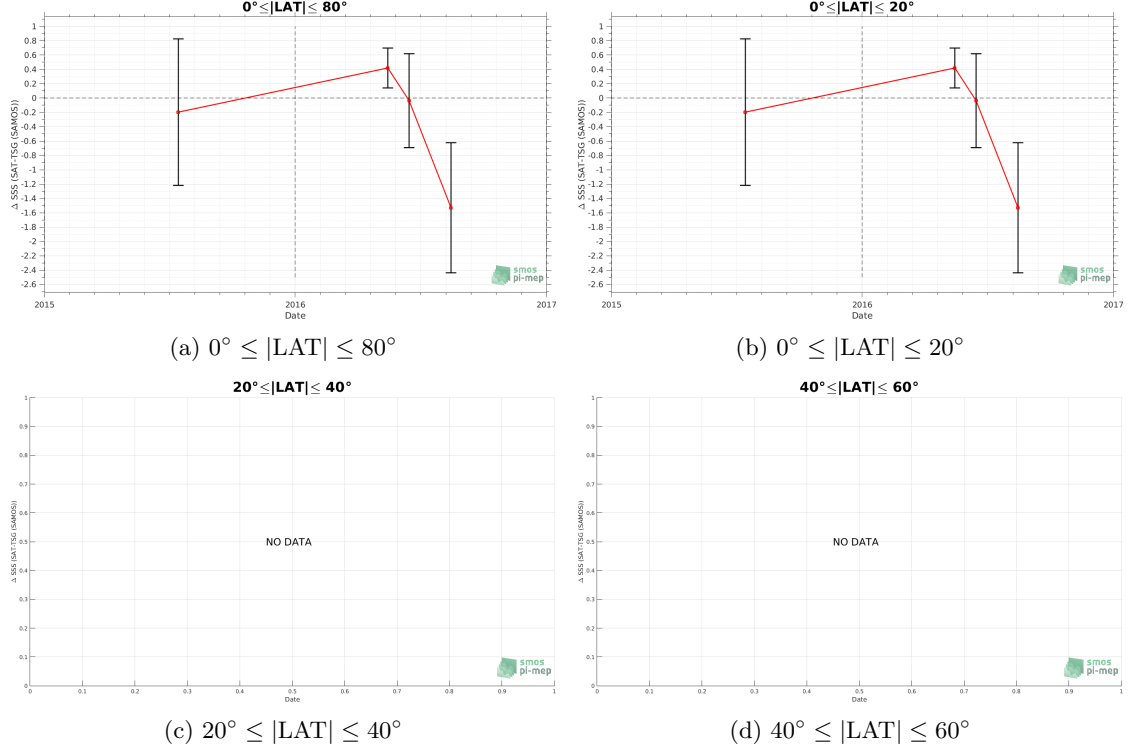 0°≤|LAT|≤ 80°
Δ SSS (SAT-TSG (SAMOS))
1
0.8
0.6
0.4
0.2
0
-0.2
-0.4
-0.6
-0.8
-1
-1.2
-1.4
-1.6
-1.8
-2
-2.2
-2.4
-2.6
2015
2016
2017
Date
smos
pi-mep
(a) 0° ≤ |LAT| ≤ 80°
0°≤|LAT|≤ 20°
Δ SSS (SAT-TSG (SAMOS))
1
0.8
0.6
0.4
0.2
0
-0.2
-0.4
-0.6
-0.8
-1
-1.2
-1.4
-1.6
-1.8
-2
-2.2
-2.4
-2.6
2015
2016
2017
Date
smos
pi-mep
(b) 0° ≤ |LAT| ≤ 20°
20°≤|LAT|≤ 40°
Δ SSS (SAT-TSG (SAMOS))
1
0.9
0.8
0.7
0.6
0.5
0.4
0.3
0.2
0.1
0
NO DATA
0 0.1 0.2 0.3 0.4 0.5 0.6 0.7 0.8 0.9 1
Date
smos
pi-mep
(c) 20° ≤ |LAT| ≤ 40°
40°≤|LAT|≤ 60°
Δ SSS (SAT-TSG (SAMOS))
1
0.9
0.8
0.7
0.6
0.5
0.4
0.3
0.2
0.1
0
NO DATA
0 0.1 0.2 0.3 0.4 0.5 0.6 0.7 0.8 0.9 1
Date
smos
pi-mep
(d) 40° ≤ |LAT| ≤ 60°